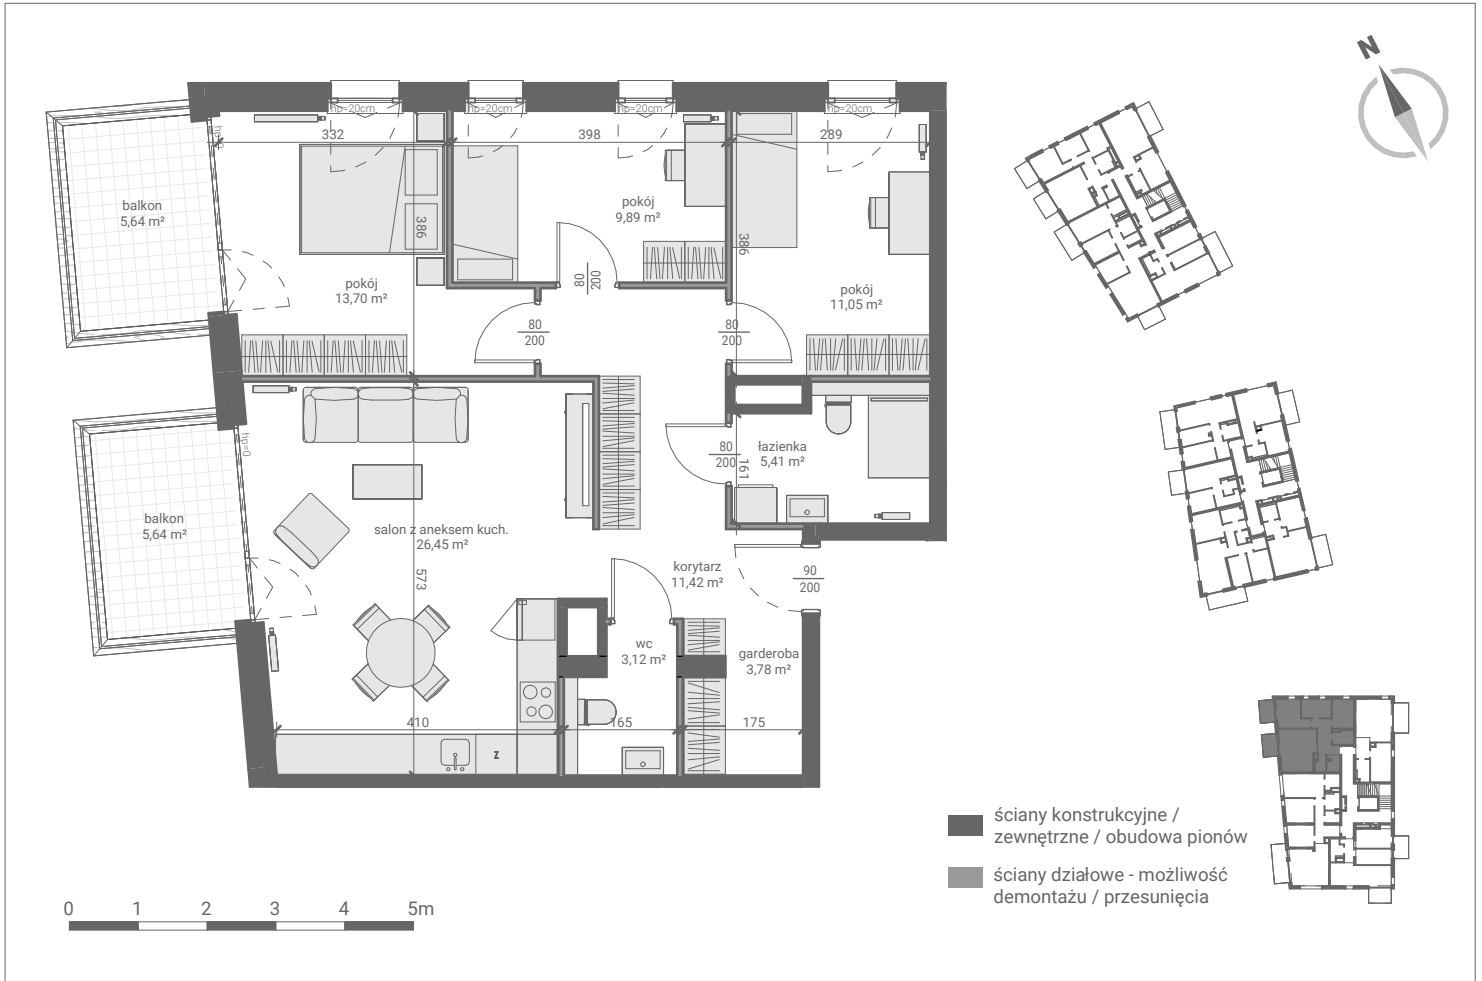 N
hp=20cm
hp=20cm
hp=20cm
hp=20cm
332
398
289
hp=0
balkon
5,64 m²
pokój
9,89 m²
386
386
80
200
pokój
13,70 m²
pokój
11,05 m²
80
200
80
200
hp=0
80
200
161
łazienka
5,41 m²
balkon
5,64 m²
salon z aneksem kuch.
26,45 m²
573
korytarz
11,42 m²
90
200
wc
3,12 m²
garderoba
3,78 m²
410
165
175
z
ściany konstrukcyjne /
zewnętrzne / obudowa pionów
ściany działowe - możliwość
demontażu / przesunięcia
0 1 2 3 4 5m